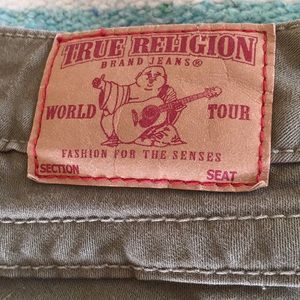 TRUE RELIGION
BRAND JEANS®
WORLD TOUR
FASHION FOR THE SENSES
SECTION SEAT